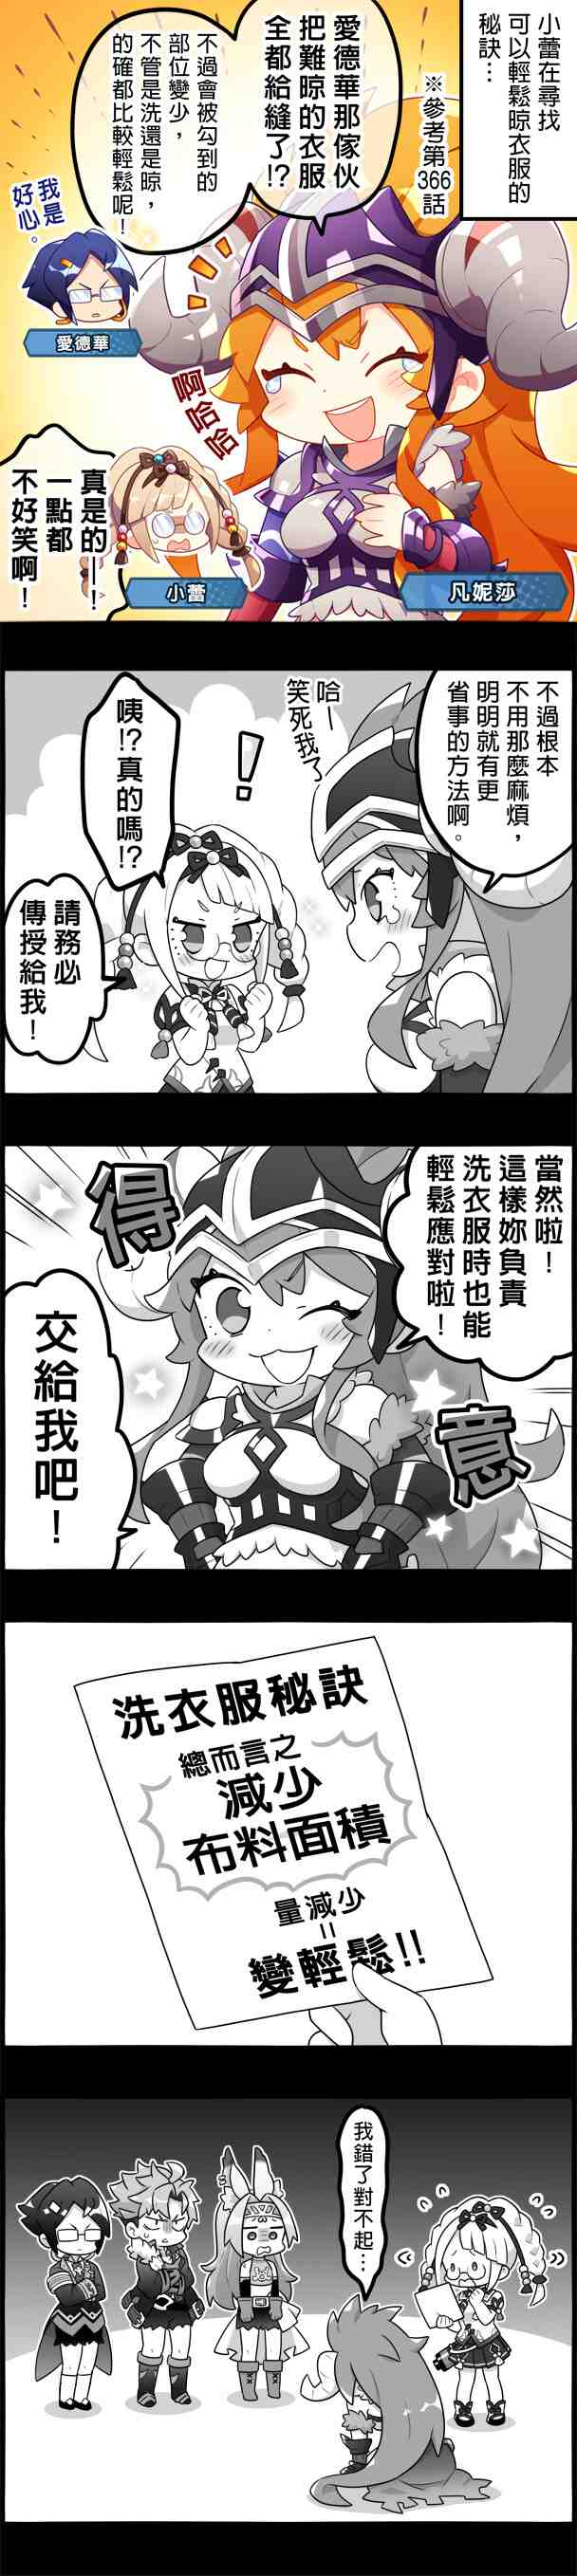 小蕾在尋找
可以輕鬆晾衣服的
秘訣…
※參考第366話
愛德華那傢伙
把難晾的衣服
全都給縫了!?
不過會被勾到的
部位變少，
不管是洗還是晾，
的確都比較輕鬆呢！
我是
好心。
愛德華
啊哈哈
真是的—！
一點都
不好笑啊！
小蕾
凡妮莎
不過根本
不用那麼麻煩，
明明就有更
省事的方法啊。
哈—
笑死我了
！
咦!?真的嗎!?
請務必
傳授給我！
當然啦！
這樣妳負責
洗衣服時也能
輕鬆應對啦！
得意
交給我吧！
洗衣服秘訣
總而言之
減少
布料面積
量減少
=
變輕鬆!!
我錯了對不起…